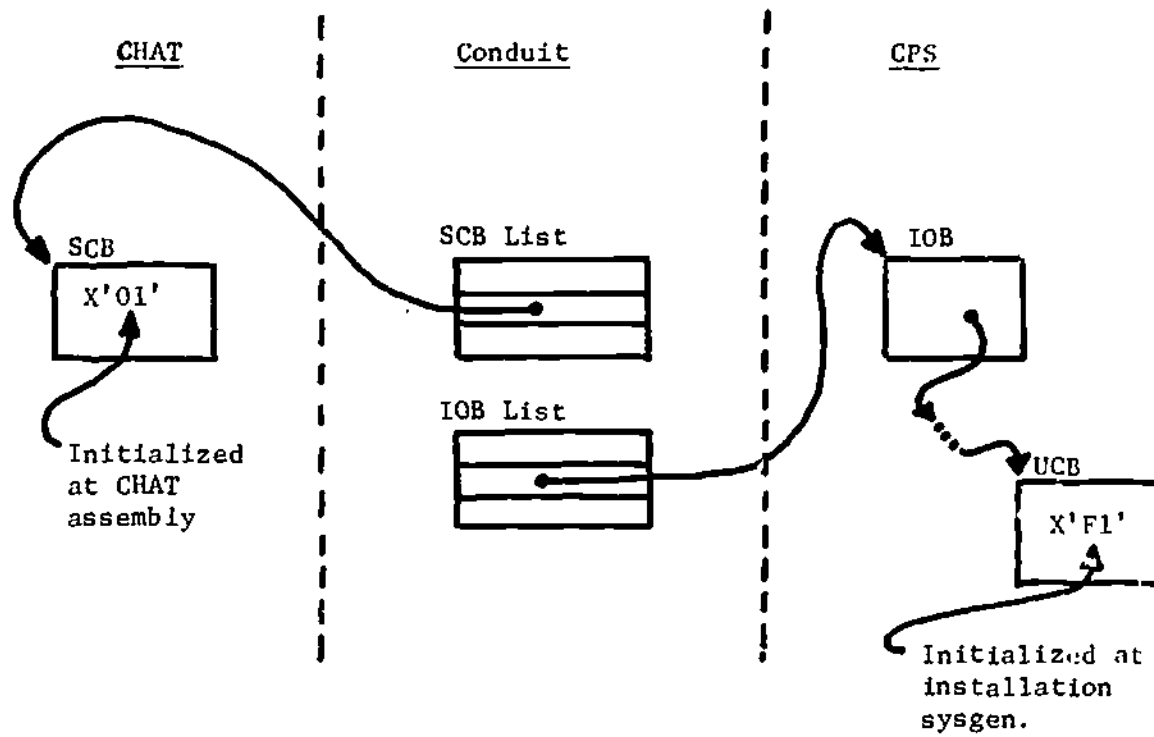 CHAT
Conduit
CPS
SCB
X'01'
Initialized
at CHAT
assembly
SCB List
IOB List
IOB
UCB
X'F1'
Initialized at
installation
sysgen.